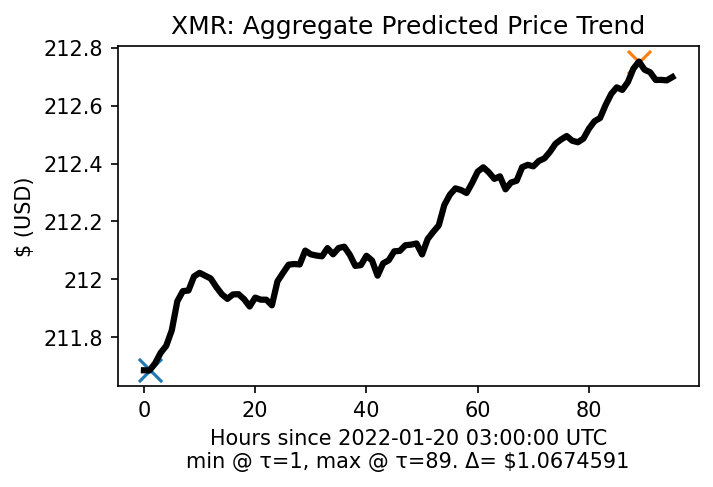 XMR: Aggregate Predicted Price Trend
212.8
212.6
212.4
212.2
212
211.8
$ (USD)
0 20 40 60 80
Hours since 2022-01-20 03:00:00 UTC
min @ τ=1, max @ τ=89. Δ= $1.0674591